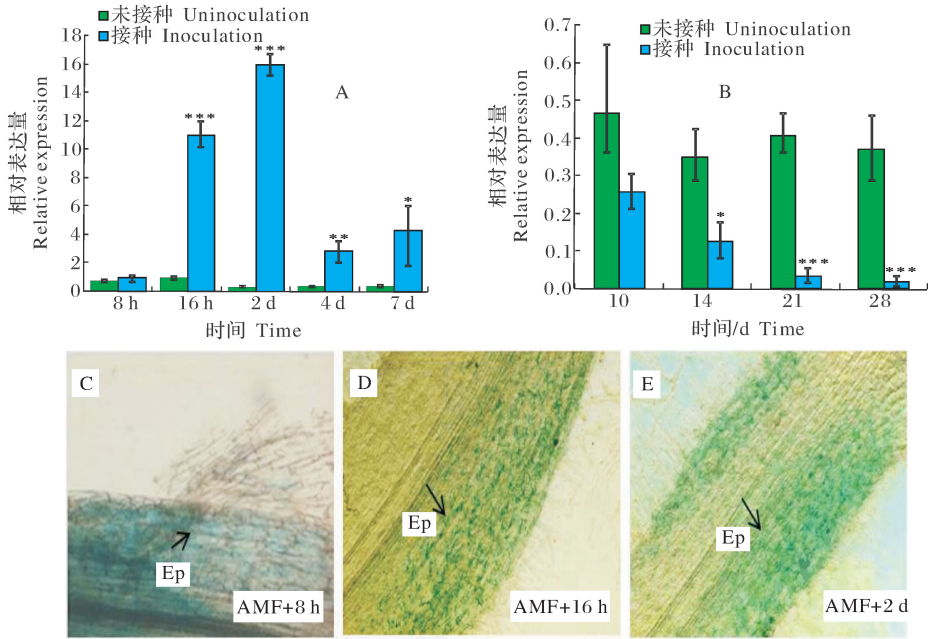 未接种 Uninoculation
接种 Inoculation
18
16
14
12
10
8
6
4
2
0
相对表达量
Relative expression
A
***
***
**
*
8 h
16 h
2 d
4 d
7 d
时间 Time
未接种 Uninoculation
接种 Inoculation
0.7
0.6
0.5
0.4
0.3
0.2
0.1
0.0
相对表达量
Relative expression
B
*
***
***
10
14
21
28
时间/d Time
C
Ep
AMF+8 h
D
Ep
AMF+16 h
E
Ep
AMF+2 d